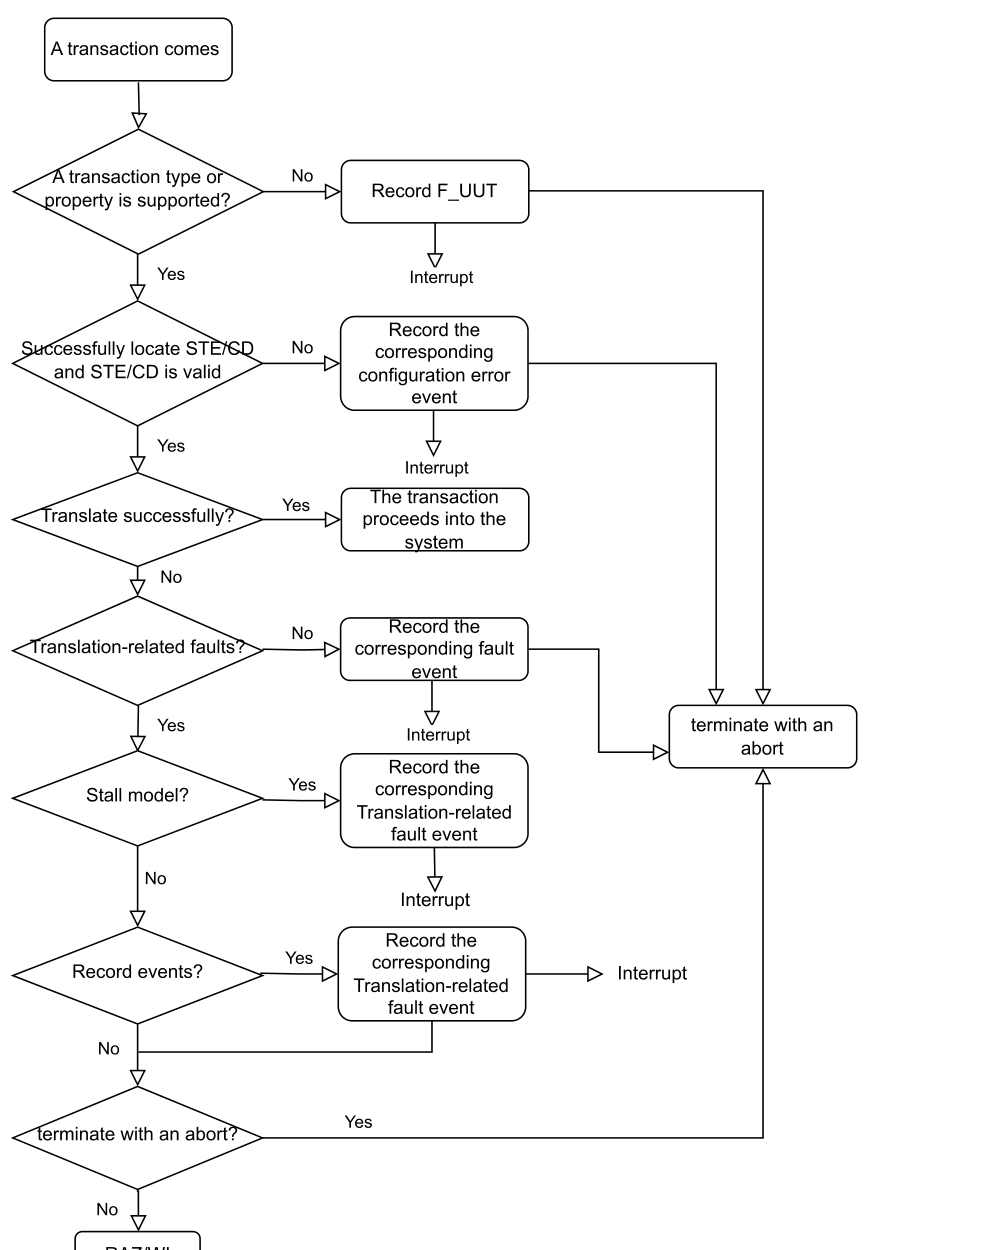 A transaction comes
A transaction type or
property is supported?
No
Record F_UUT
Interrupt
Yes
Successfully locate STE/CD
and STE/CD is valid
No
Record the
corresponding
configuration error
event
Interrupt
Yes
Translate successfully?
Yes
The transaction
proceeds into the
system
No
Translation-related faults?
No
Record the
corresponding fault
event
Interrupt
terminate with an
abort
Yes
Stall model?
Yes
Record the
corresponding
Translation-related
fault event
Interrupt
No
Record events?
Yes
Record the
corresponding
Translation-related
fault event
Interrupt
No
terminate with an abort?
Yes
No
RAZ/WI